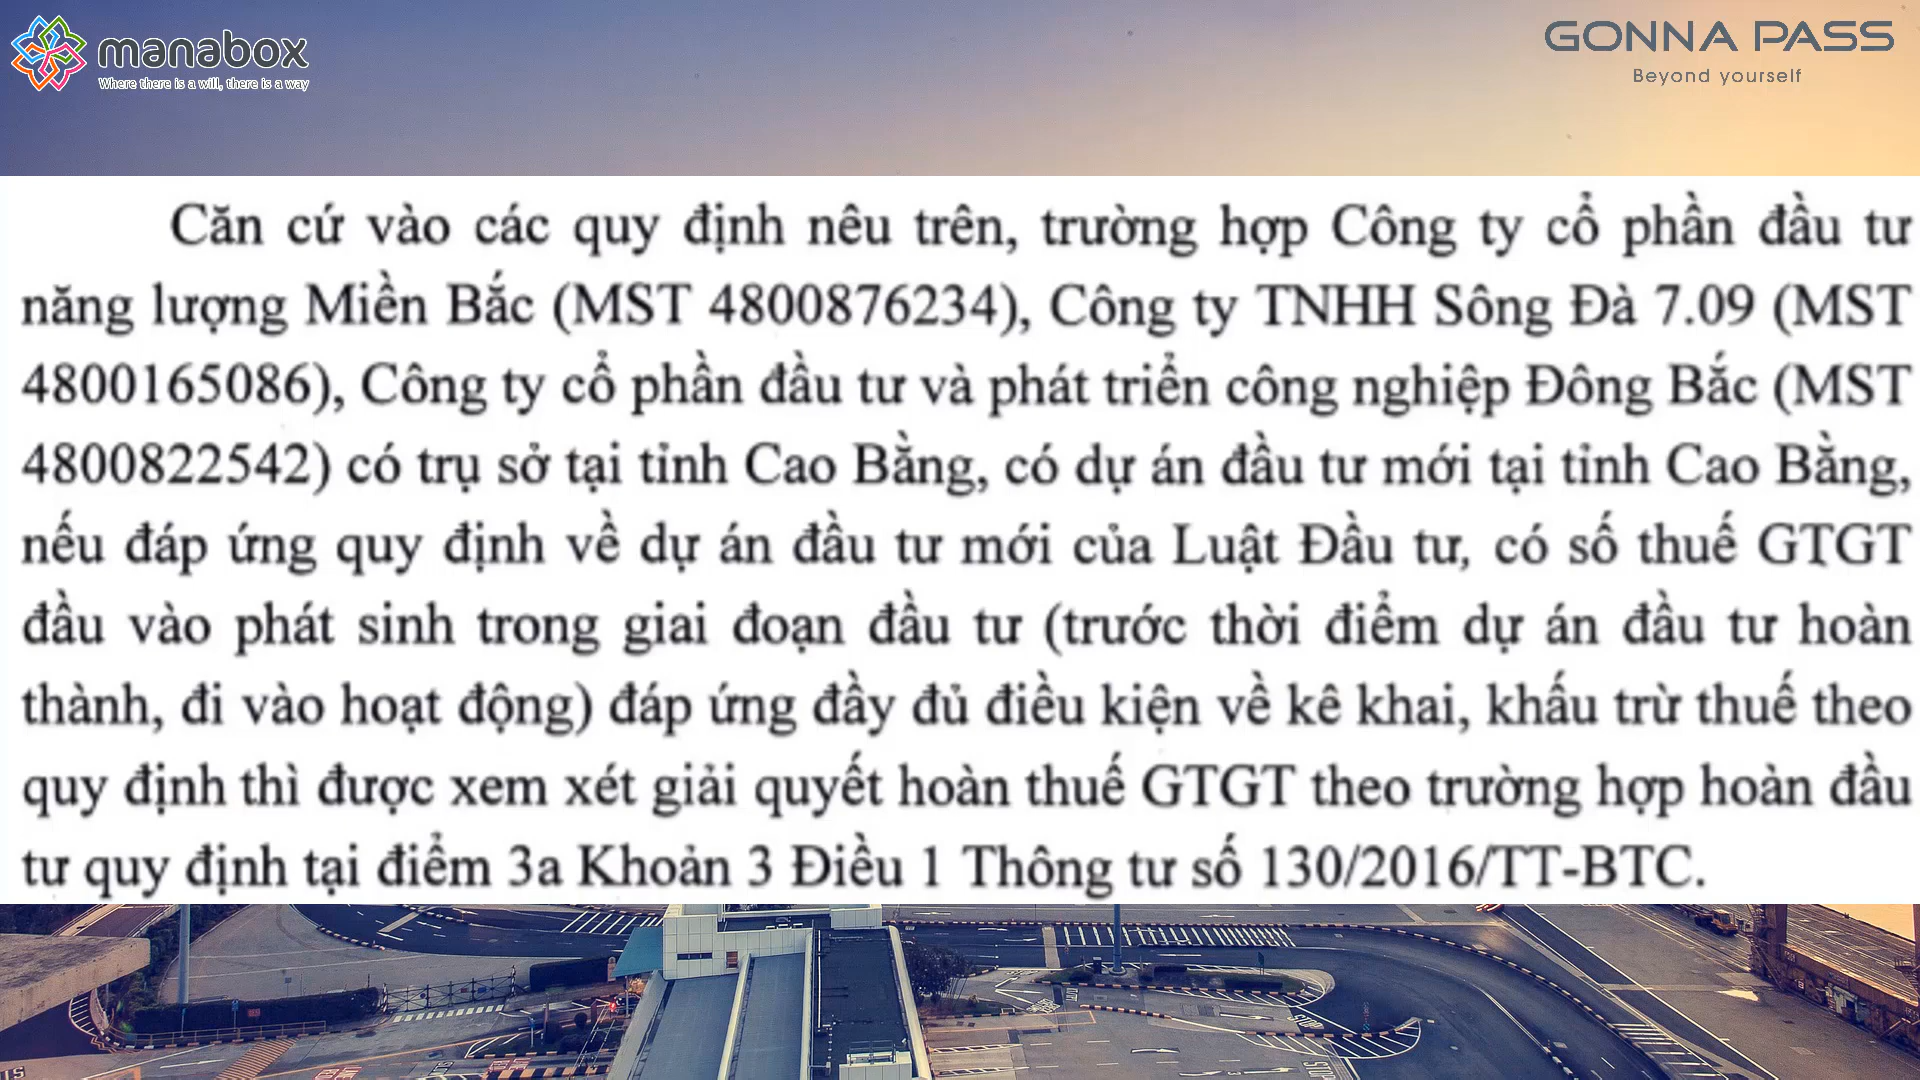 manabox
Where there is a will, there is a way
GONNA PASS
Beyond yourself
Căn cứ vào các quy định nêu trên, trường hợp Công ty cổ phần đầu tư
năng lượng Miền Bắc (MST 4800876234), Công ty TNHH Sông Đà 7.09 (MST
4800165086), Công ty cổ phần đầu tư và phát triển công nghiệp Đông Bắc (MST
4800822542) có trụ sở tại tỉnh Cao Bằng, có dự án đầu tư mới tại tỉnh Cao Bằng,
nếu đáp ứng quy định về dự án đầu tư mới của Luật Đầu tư, có số thuế GTGT
đầu vào phát sinh trong giai đoạn đầu tư (trước thời điểm dự án đầu tư hoàn
thành, đi vào hoạt động) đáp ứng đầy đủ điều kiện về kê khai, khấu trừ thuế theo
quy định thì được xem xét giải quyết hoàn thuế GTGT theo trường hợp hoàn đầu
tư quy định tại điểm 3a Khoản 3 Điều 1 Thông tư số 130/2016/TT-BTC.